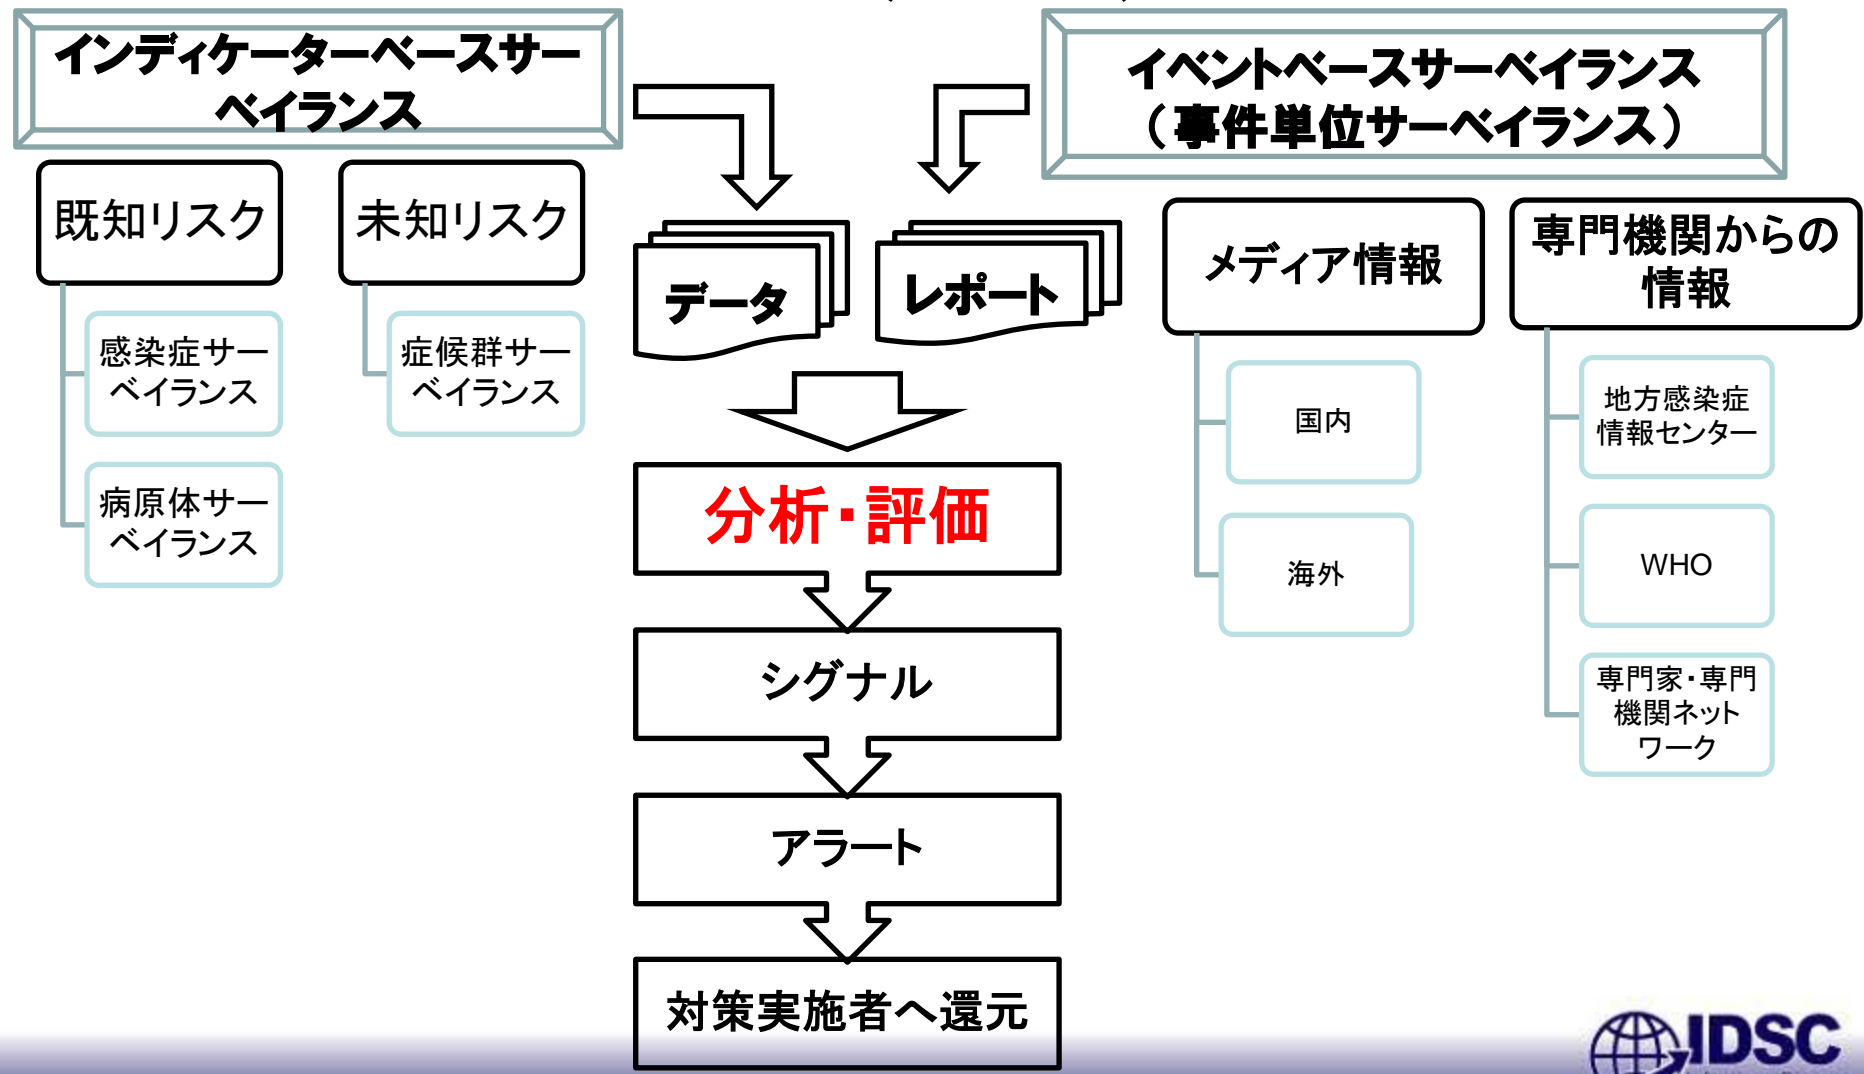 インディケーターベースサー
ベイランス
イベントベースサーベイランス
（事件単位サーベイランス）
既知リスク
未知リスク
感染症サー
ベイランス
病原体サー
ベイランス
症候群サー
ベイランス
データ
レポート
分析・評価
シグナル
アラート
対策実施者へ還元
メディア情報
国内
海外
専門機関からの
情報
地方感染症
情報センター
WHO
専門家・専門
機関ネット
ワーク
IDSC